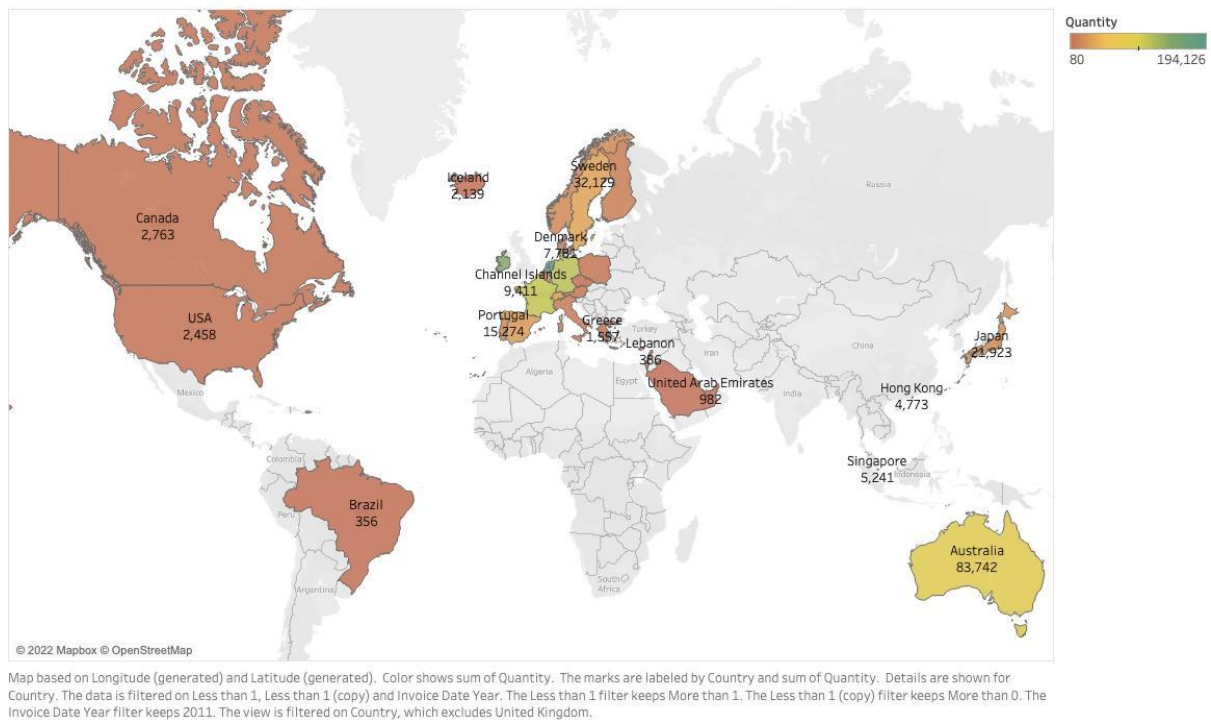 Quantity
80 194,126
Iceland
2,139
Sweden
32,129
Russia
Canada
2,763
Denmark
7,781
Channel Islands
9,411
USA
2,458
Portugal
15,274
Greece
1,557
Turkey
Lebanon
386
Iran
China
Japan
21,923
Mexico
Algeria
Egypt
United Arab Emirates
982
India
Hong Kong
4,773
Colombia
Singapore
5,241
Indonesia
Brazil
356
Peru
Australia
83,742
South
Africa
Argentina
© 2022 Mapbox © OpenStreetMap
Map based on Longitude (generated) and Latitude (generated). Color shows sum of Quantity. The marks are labeled by Country and sum of Quantity. Details are shown for
Country. The data is filtered on Less than 1, Less than 1 (copy) and Invoice Date Year. The Less than 1 filter keeps More than 1. The Less than 1 (copy) filter keeps More than 0. The
Invoice Date Year filter keeps 2011. The view is filtered on Country, which excludes United Kingdom.